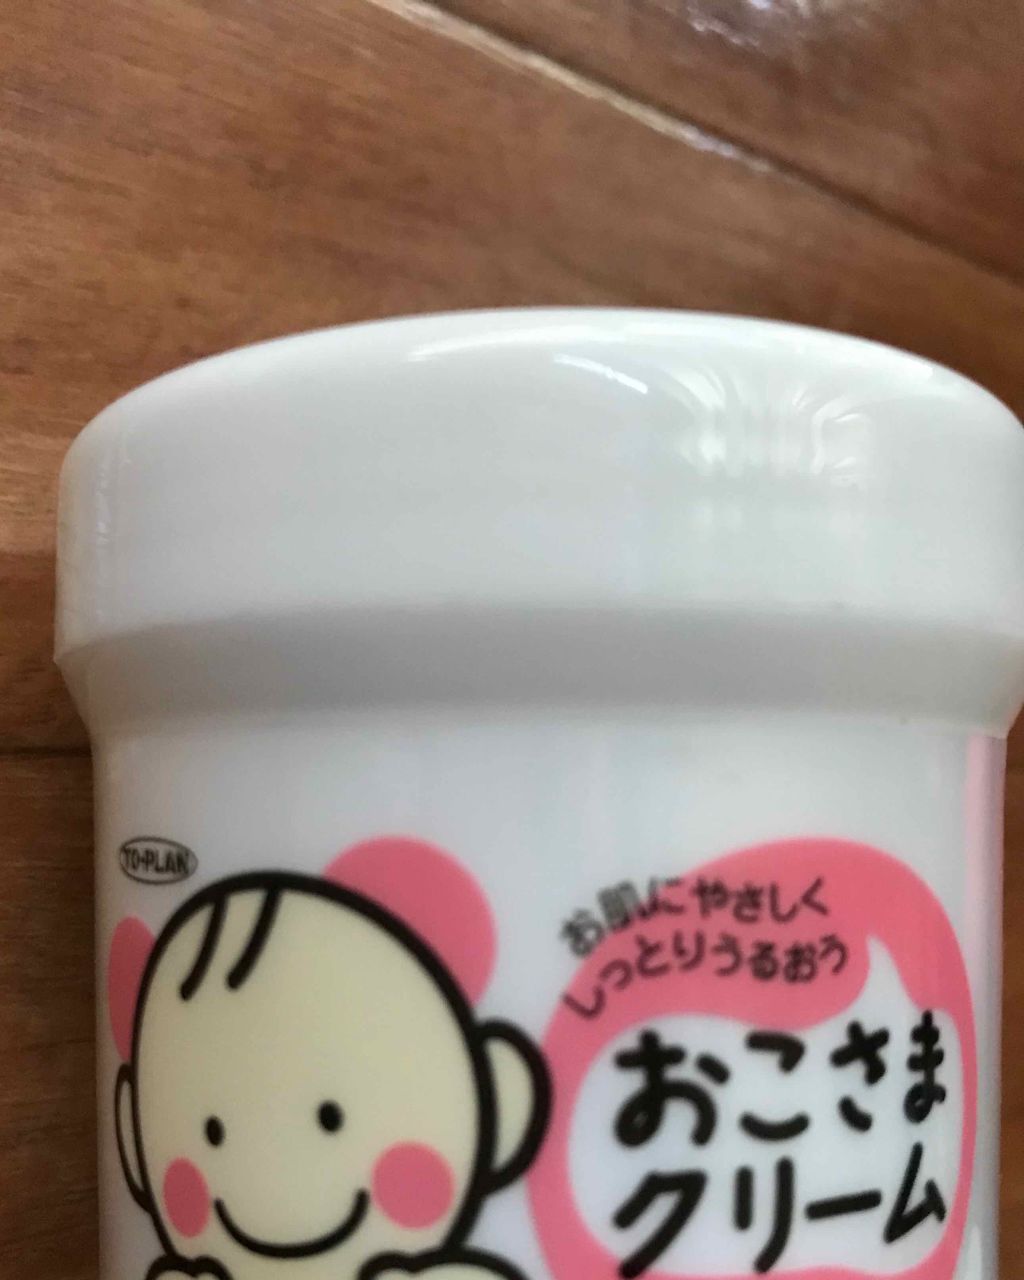 TO-PLAN
お肌にやさしく
しっとりうるおう
おこさま
クリーム